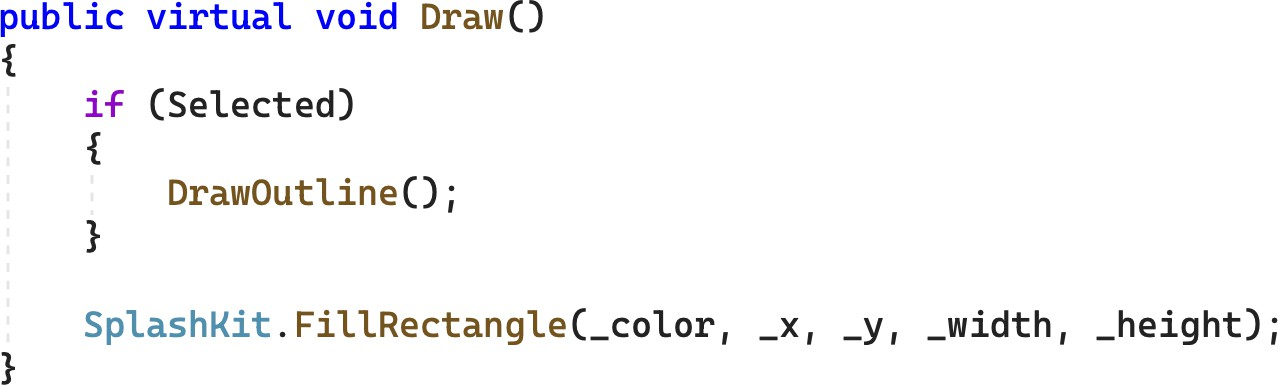 public virtual void Draw()
{
    if (Selected)
    {
        DrawOutline();
    }
    SplashKit.FillRectangle(_color, _x, _y, _width, _height);
}